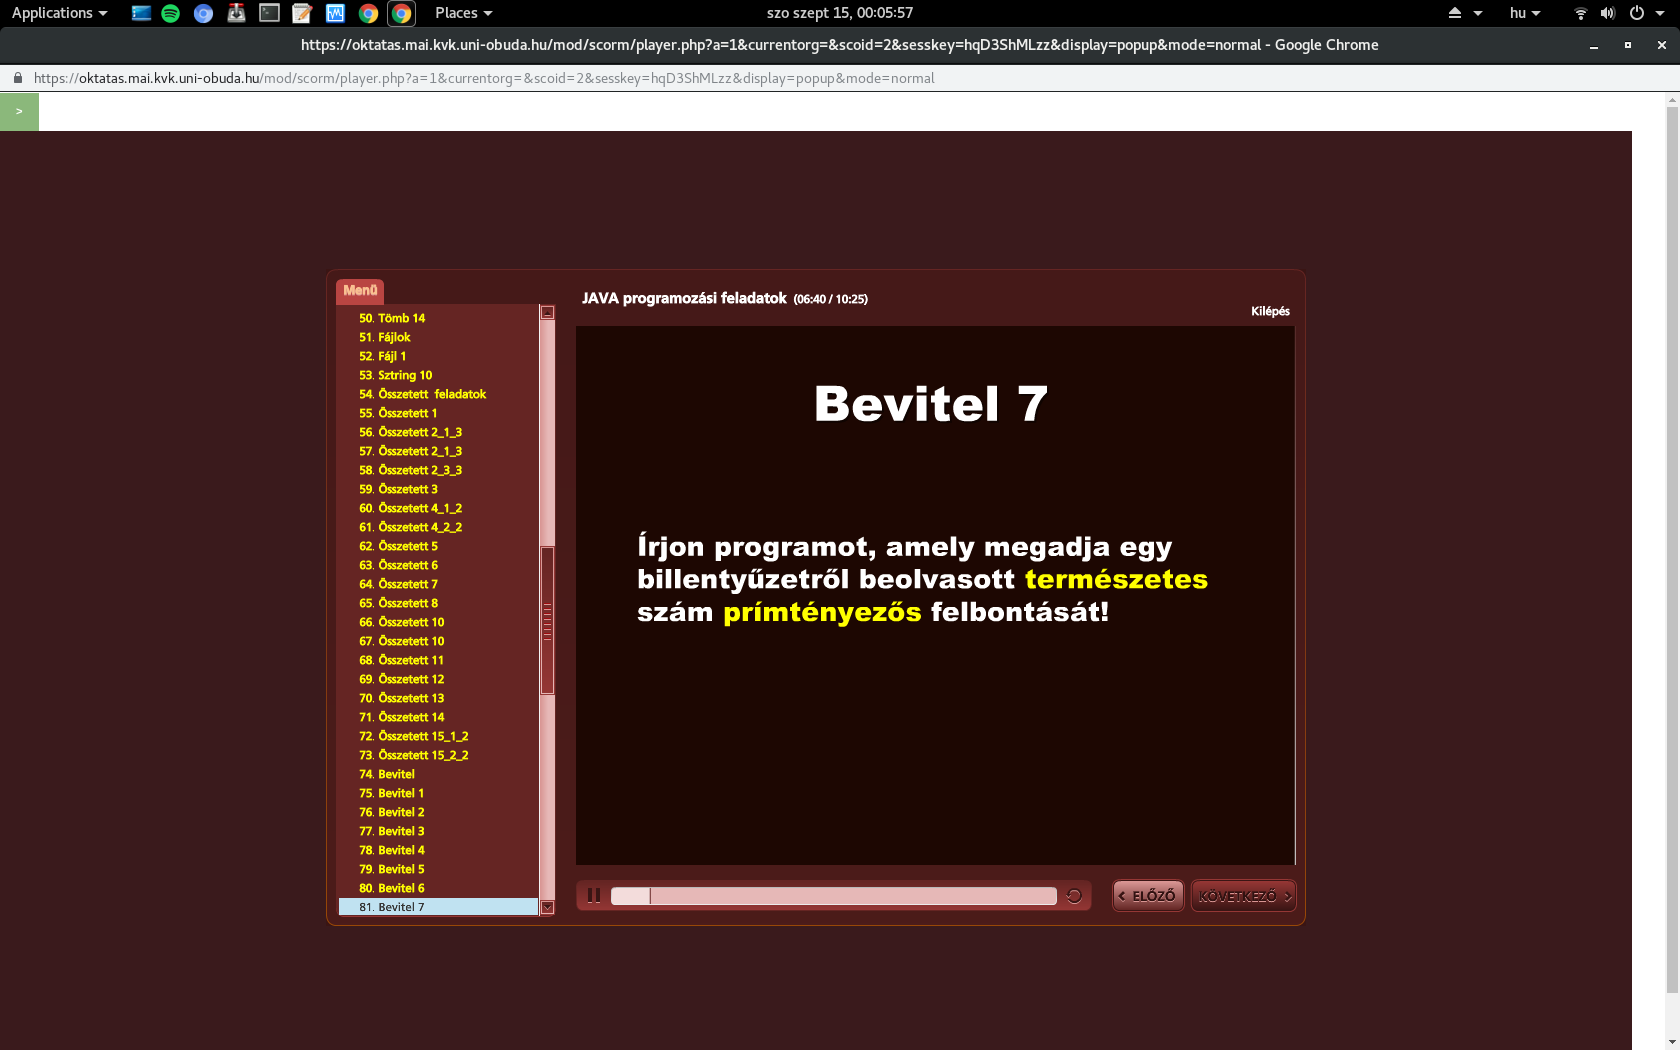 Applications
Places
szo szept 15, 00:05:57
hu
https://oktatas.mai.kvk.uni-obuda.hu/mod/scorm/player.php?a=1&currentorg=&scoid=2&sesskey=hqD3ShMLzz&display=popup&mode=normal - Google Chrome
https://oktatas.mai.kvk.uni-obuda.hu/mod/scorm/player.php?a=1&currentorg=&scoid=2&sesskey=hqD3ShMLzz&display=popup&mode=normal
>
Menü
50. Tömb 14
51. Fájlok
52. Fájl 1
53. Sztring 10
54. Összetett feladatok
55. Összetett 1
56. Összetett 2_1_3
57. Összetett 2_1_3
58. Összetett 2_3_3
59. Összetett 3
60. Összetett 4_1_2
61. Összetett 4_2_2
62. Összetett 5
63. Összetett 6
64. Összetett 7
65. Összetett 8
66. Összetett 10
67. Összetett 10
68. Összetett 11
69. Összetett 12
70. Összetett 13
71. Összetett 14
72. Összetett 15_1_2
73. Összetett 15_2_2
74. Bevitel
75. Bevitel 1
76. Bevitel 2
77. Bevitel 3
78. Bevitel 4
79. Bevitel 5
80. Bevitel 6
81. Bevitel 7
JAVA programozási feladatok (06:40 / 10:25)
Kilépés
Bevitel 7
Írjon programot, amely megadja egy
billentyűzetről beolvasott természetes
szám prímtényezős felbontását!
< ELŐZŐ
KÖVETKEZŐ >